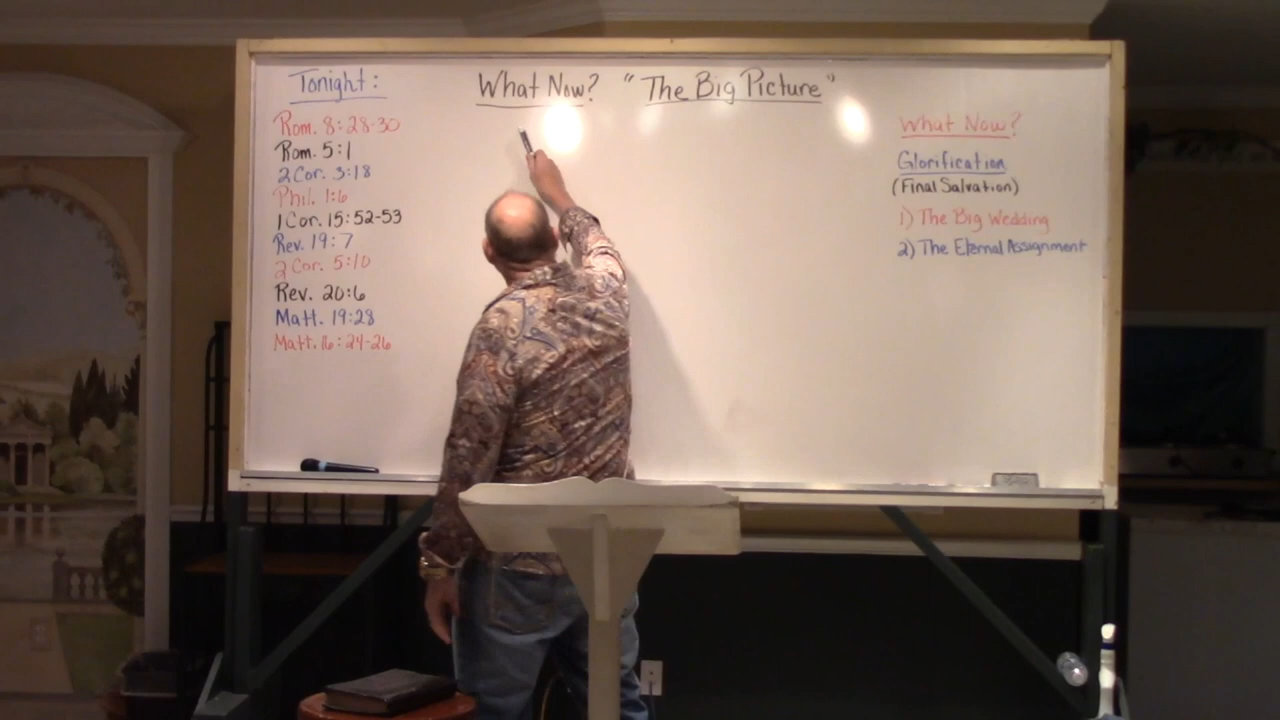 Tonight:
Rom. 8:28-30
Rom. 5:1
2 Cor. 3:18
Phil. 1:6
1 Cor. 15:52-53
Rev. 19:7
2 Cor. 5:10
Rev. 20:6
Matt. 19:28
Matt. 16:24-26
What Now? "The Big Picture"
What Now?
Glorification
(Final Salvation)
1) The Big Wedding
2) The Eternal Assignment